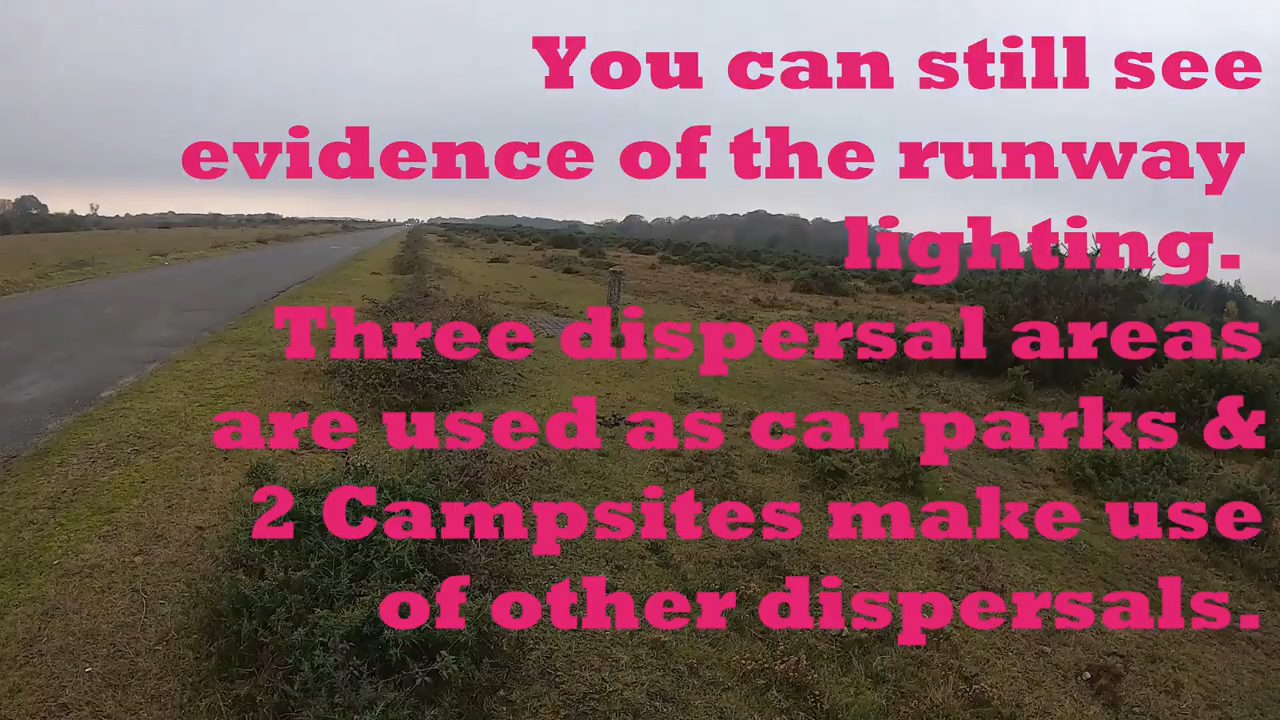 You can still see
evidence of the runway
lighting.
Three dispersal areas
are used as car parks &
2 Campsites make use
of other dispersals.